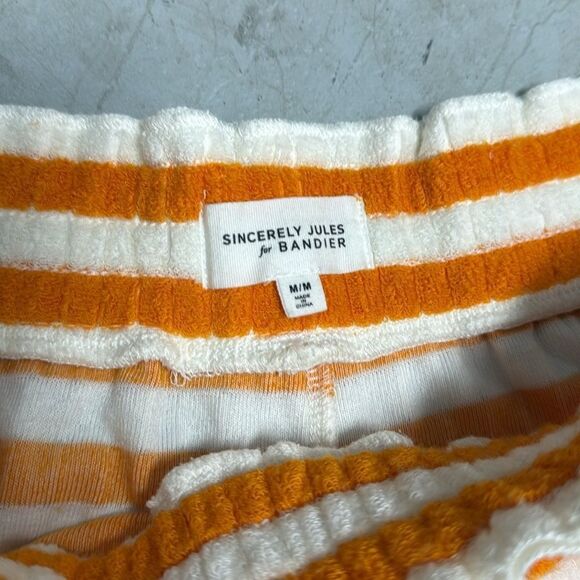 SINCERELY JULES
for BANDIER
M/M
MADE
IN
CHINA